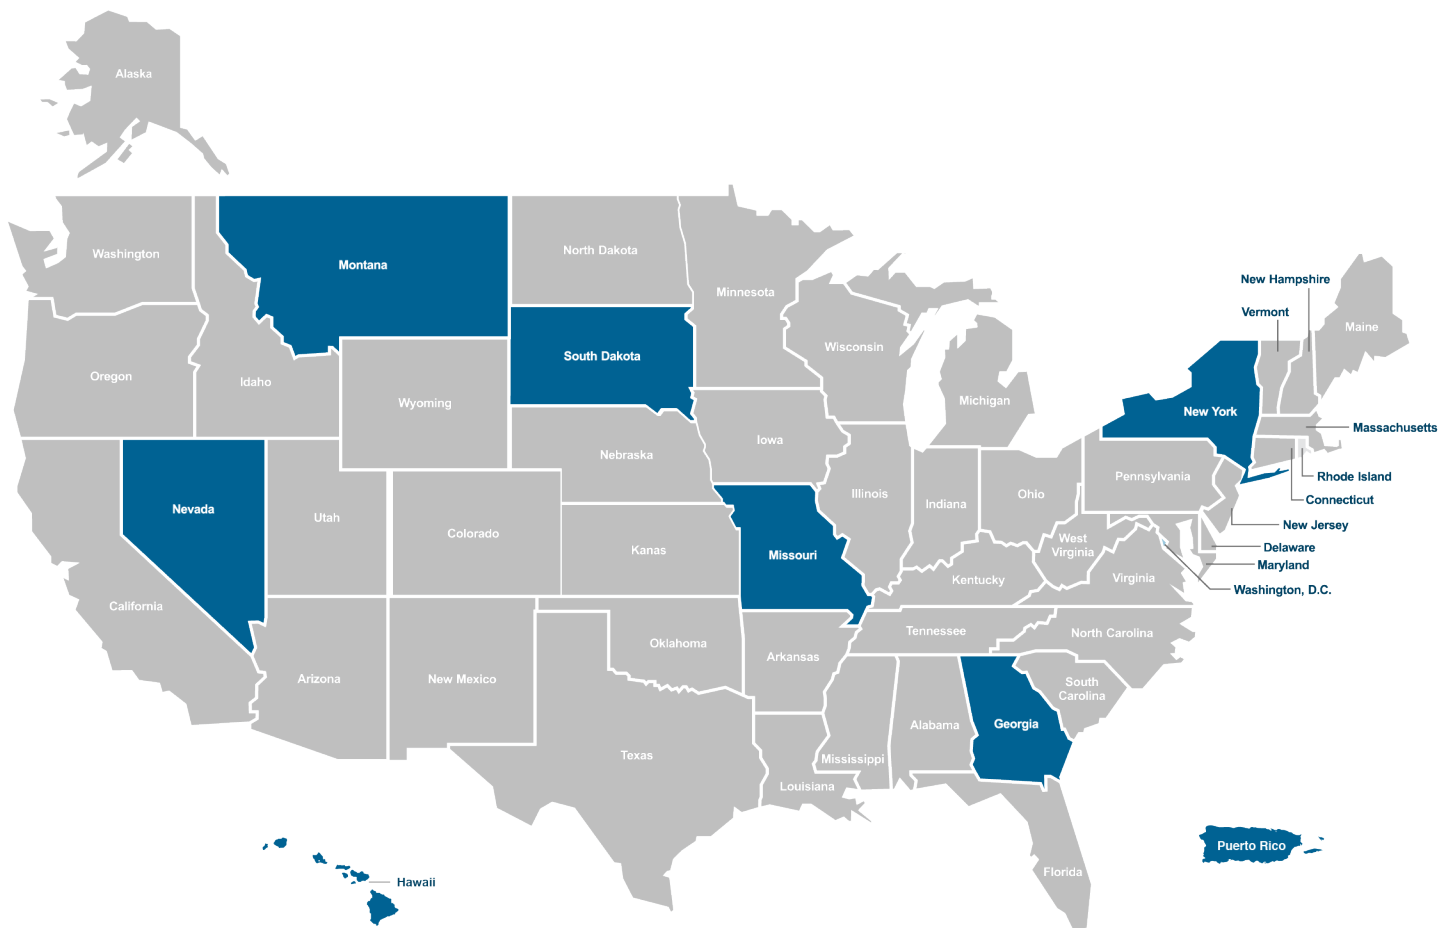 Alaska
Washington
Montana
North Dakota
Minnesota
New Hampshire
Vermont
Maine
Oregon
Idaho
South Dakota
Wisconsin
Wyoming
Michigan
New York
Massachusetts
Iowa
Nebraska
Pennsylvania
Rhode Island
Connecticut
Nevada
Utah
Colorado
Illinois
Indiana
Ohio
New Jersey
West
Virginia
Delaware
Kanas
Missouri
Maryland
Kentucky
Virginia
Washington, D.C.
California
Oklahoma
Tennessee
North Carolina
Arkansas
Arizona
New Mexico
South
Carolina
Texas
Alabama
Georgia
Mississippi
Louisiana
Puerto Rico
Hawaii
Florida